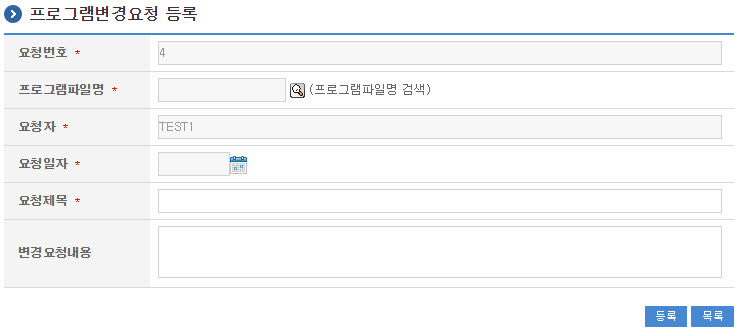 프로그램변경요청 등록
요청번호 *
4
프로그램파일명 *
(프로그램파일명 검색)
요청자 *
TEST1
요청일자 *
요청제목 *
변경요청내용
등록 목록